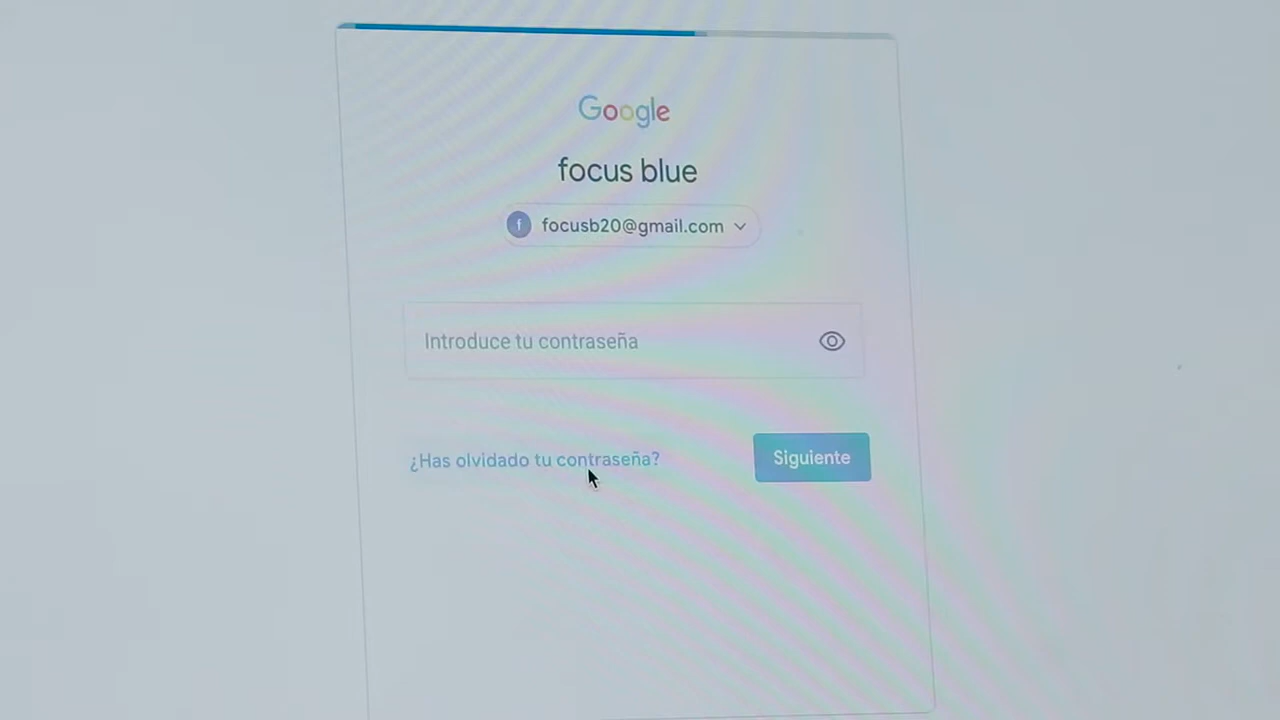 Google
focus blue
f focusb20@gmail.com
Introduce tu contraseña
¿Has olvidado tu contraseña?
Siguiente